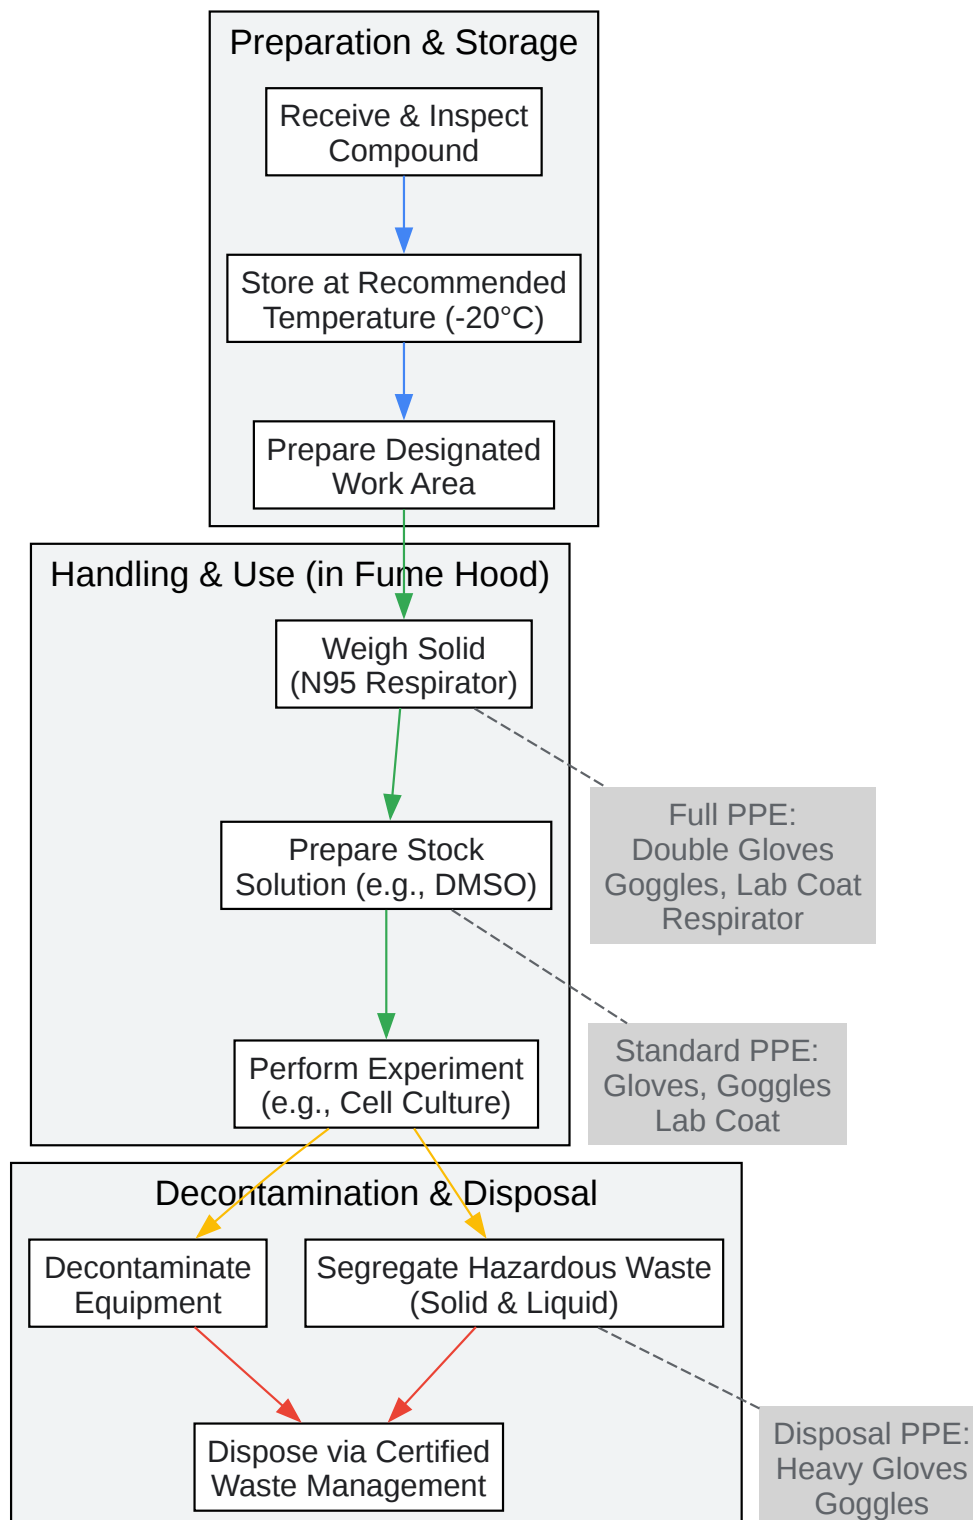 Preparation & Storage
Receive & Inspect
Compound
Store at Recommended
Temperature (-20°C)
Prepare Designated
Work Area
Handling & Use (in Fume Hood)
Weigh Solid
(N95 Respirator)
Full PPE:
Double Gloves
Goggles, Lab Coat
Respirator
Prepare Stock
Solution (e.g., DMSO)
Standard PPE:
Gloves, Goggles
Lab Coat
Perform Experiment
(e.g., Cell Culture)
Decontamination & Disposal
Decontaminate
Equipment
Segregate Hazardous Waste
(Solid & Liquid)
Dispose via Certified
Waste Management
Disposal PPE:
Heavy Gloves
Goggles